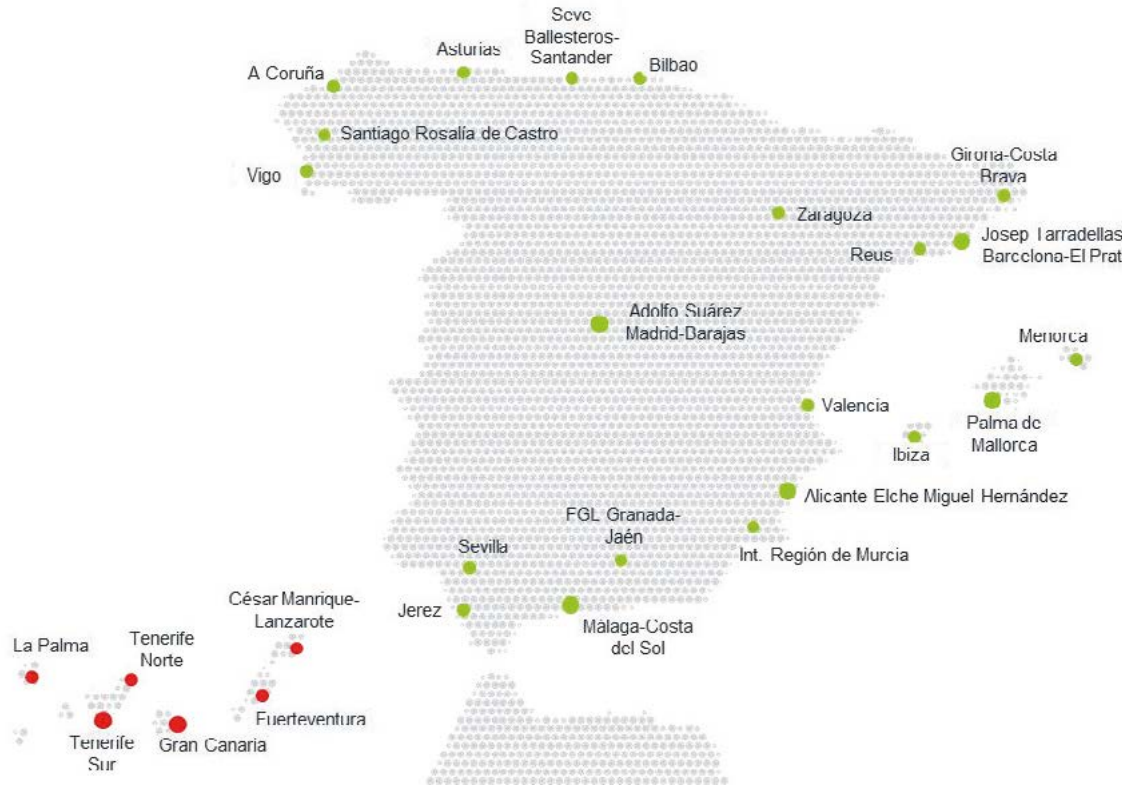 Seve
Ballesteros-
Santander
Asturias
Bilbao
A Coruña
Santiago Rosalía de Castro
Vigo
Girona-Costa
Brava
Zaragoza
Josep Tarradellas
Barcelona-El Prat
Reus
Adolfo Suárez
Madrid-Barajas
Menorca
Valencia
Palma de
Mallorca
Ibiza
Alicante Elche Miguel Hernández
FGL Granada-
Jaén
Int. Región de Murcia
Sevilla
Jerez
Málaga-Costa
del Sol
César Manrique-
Lanzarote
La Palma
Tenerife
Norte
Fuerteventura
Tenerife
Sur
Gran Canaria